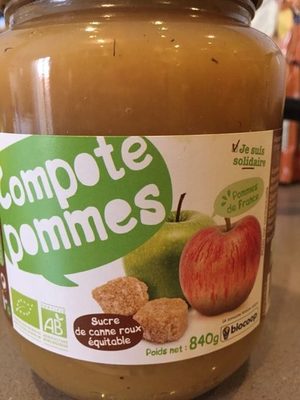 Compote
pommes
Je suis
solidaire
Pommes
de France
AB
Sucre
de canne roux
équitable
Poids net : 840g
biocoop